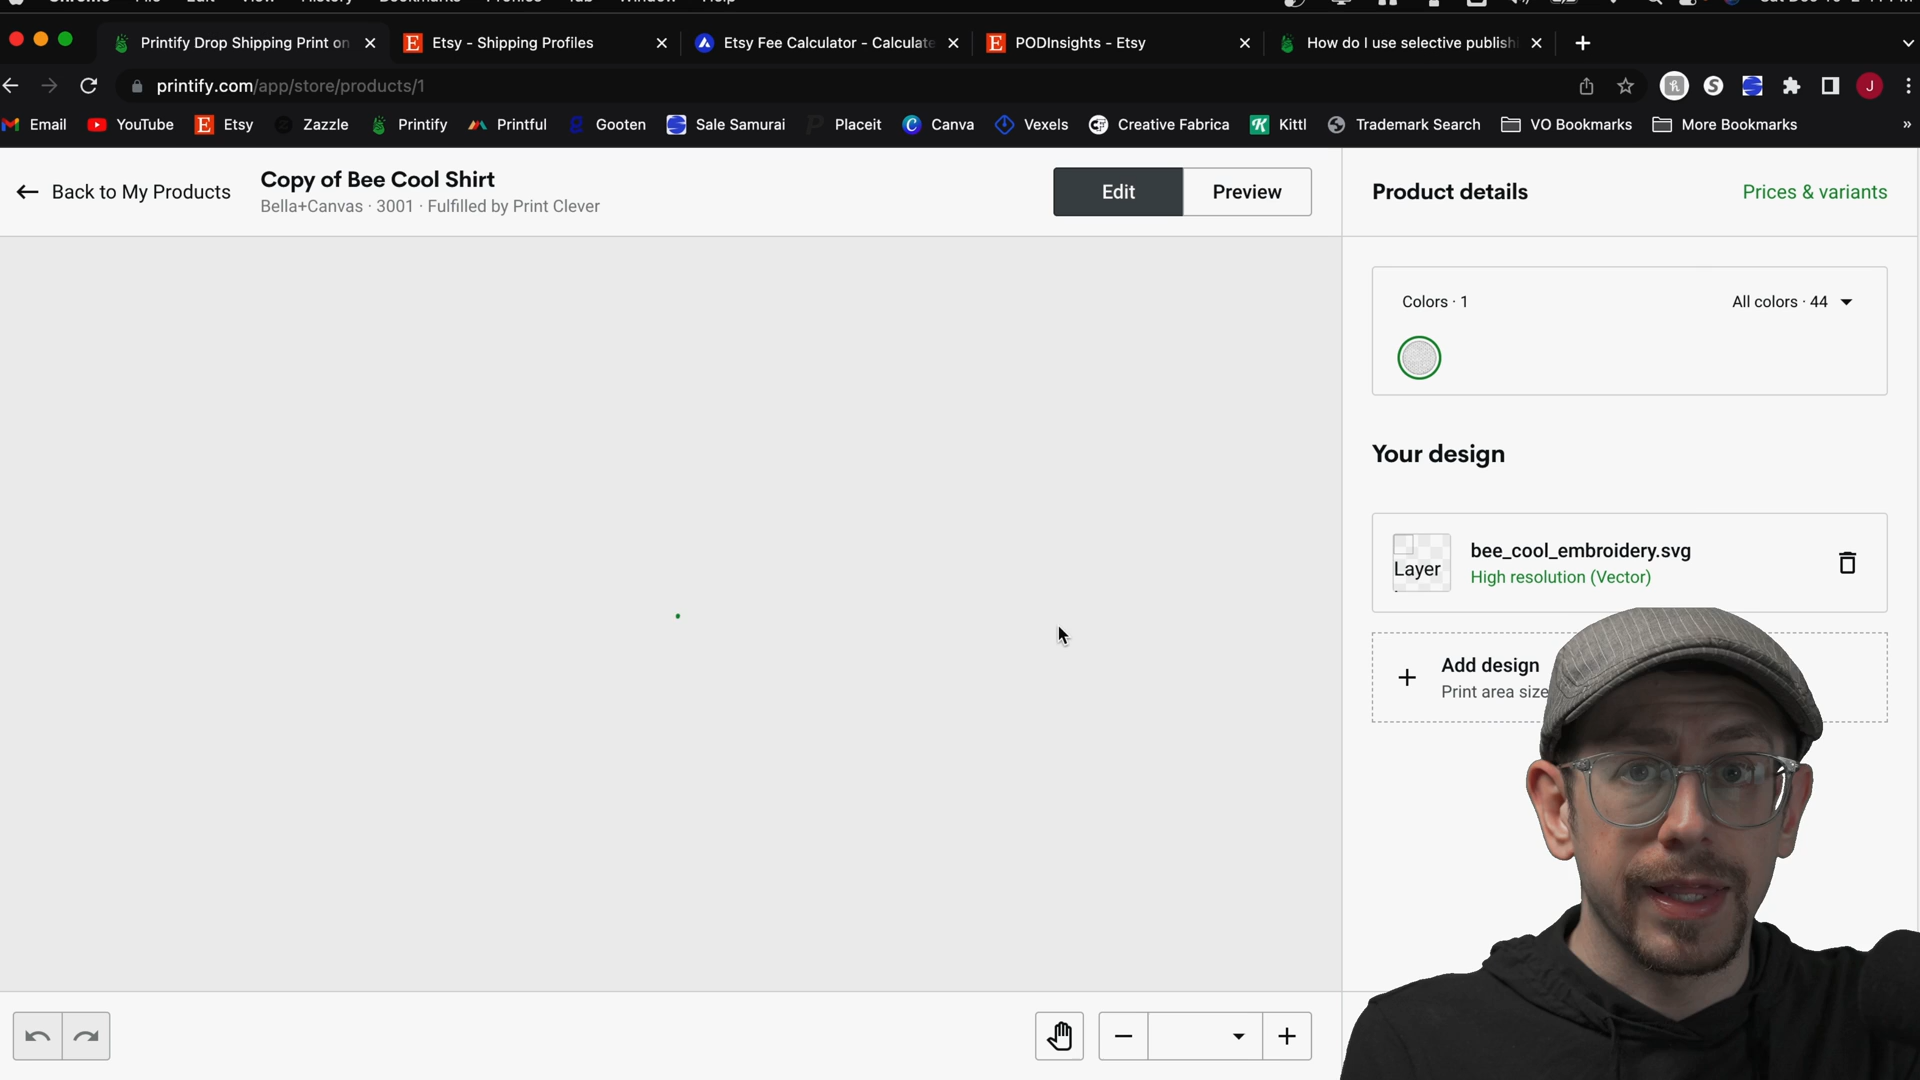 Printify Drop Shipping Print on
Etsy - Shipping Profiles
Etsy Fee Calculator - Calculate
PODInsights - Etsy
How do I use selective publishi
printify.com/app/store/products/1
J
Email
YouTube
Etsy
Zazzle
Printify
Printful
Gooten
Sale Samurai
Placeit
Canva
Vexels
Creative Fabrica
Kittl
Trademark Search
VO Bookmarks
More Bookmarks
Back to My Products
Copy of Bee Cool Shirt
Bella+Canvas · 3001 · Fulfilled by Print Clever
Edit
Preview
Product details
Prices & variants
Colors · 1
All colors · 44
Your design
Layer
bee_cool_embroidery.svg
High resolution (Vector)
Add design
Print area size